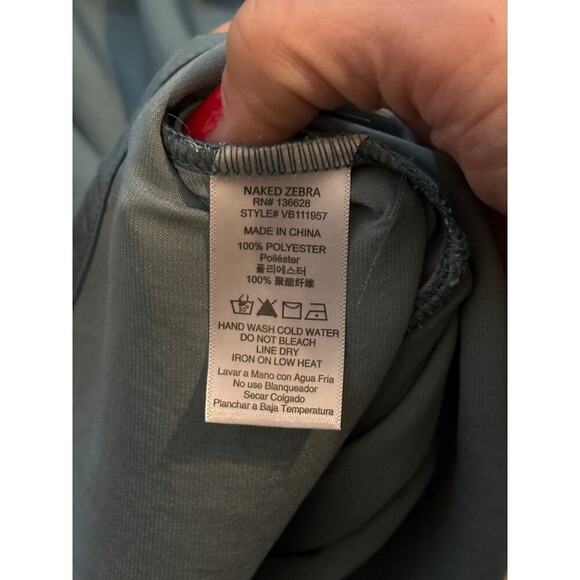 NAKED ZEBRA
RN# 136628
STYLE# VB111957
MADE IN CHINA
100% POLYESTER
Poliéster
폴리에스터
100% 聚酯纤维
30°
HAND WASH COLD WATER
DO NOT BLEACH
LINE DRY
IRON ON LOW HEAT
Lavar a Mano con Agua Fria
No use Blanqueador
Secar Colgado
Planchar a Baja Temperatura